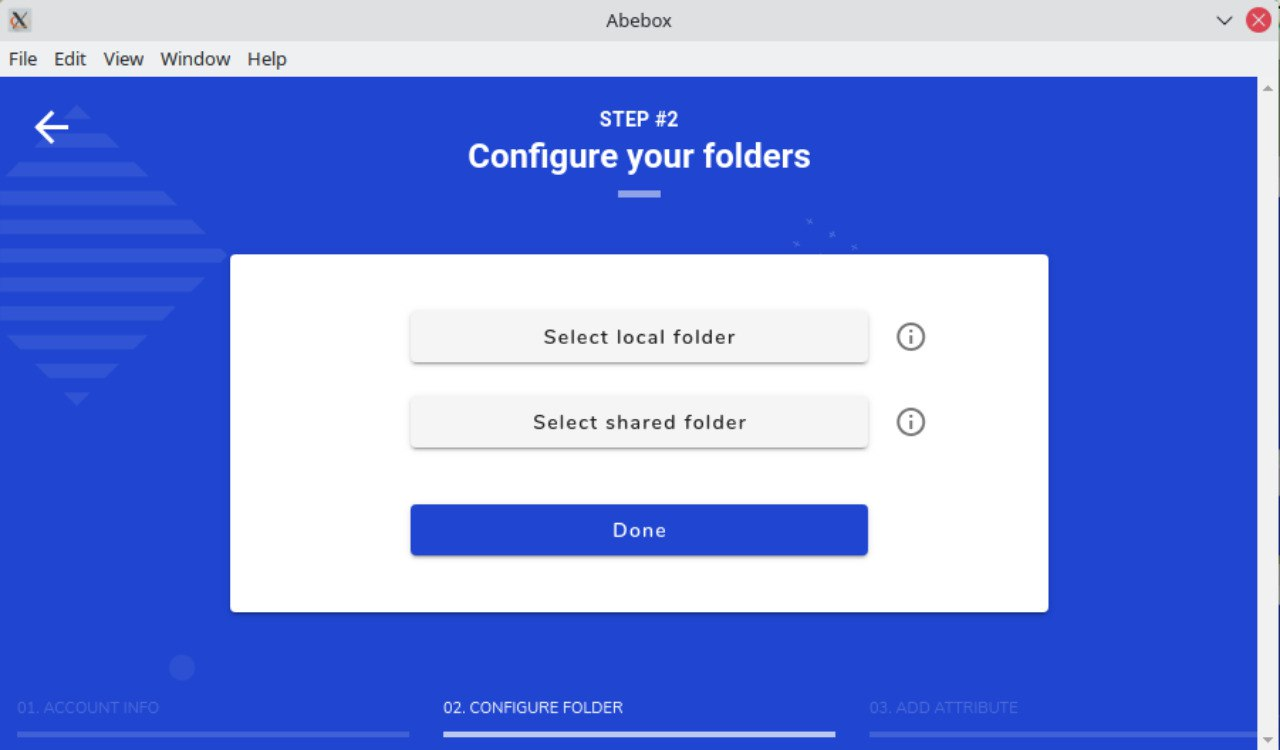 Abebox
File Edit View Window Help
STEP #2
Configure your folders
Select local folder
Select shared folder
Done
01. ACCOUNT INFO 02. CONFIGURE FOLDER 03. ADD ATTRIBUTE